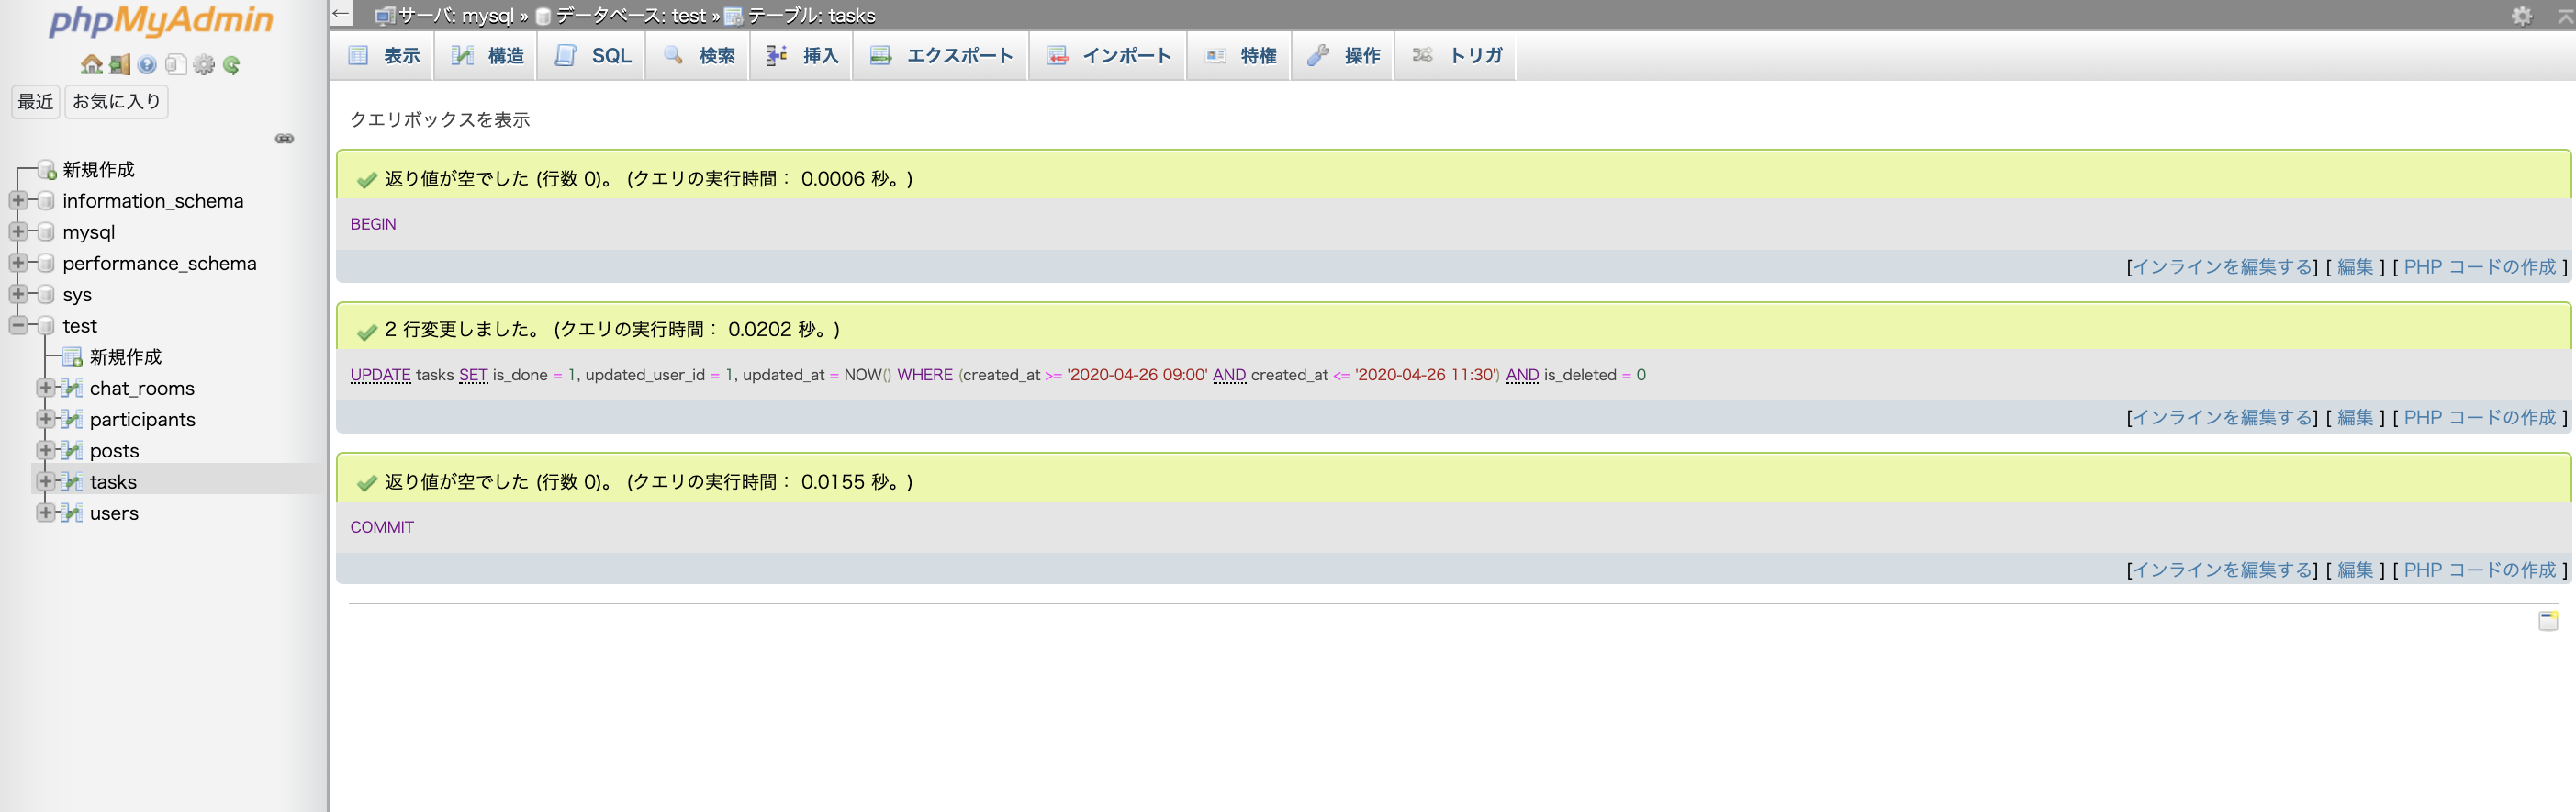 phpMyAdmin
最近 お気に入り
新規作成
information_schema
mysql
performance_schema
sys
test
新規作成
chat_rooms
participants
posts
tasks
users
サーバ: mysql » データベース: test » テーブル: tasks
表示 構造 SQL 検索 挿入 エクスポート インポート 特権 操作 トリガ
クエリボックスを表示
返り値が空でした (行数 0)。 (クエリの実行時間： 0.0006 秒。)
BEGIN
[インラインを編集する] [ 編集 ] [ PHP コードの作成 ]
2 行変更しました。 (クエリの実行時間： 0.0202 秒。)
UPDATE tasks SET is_done = 1, updated_user_id = 1, updated_at = NOW() WHERE (created_at >= '2020-04-26 09:00' AND created_at <= '2020-04-26 11:30') AND is_deleted = 0
[インラインを編集する] [ 編集 ] [ PHP コードの作成 ]
返り値が空でした (行数 0)。 (クエリの実行時間： 0.0155 秒。)
COMMIT
[インラインを編集する] [ 編集 ] [ PHP コードの作成 ]